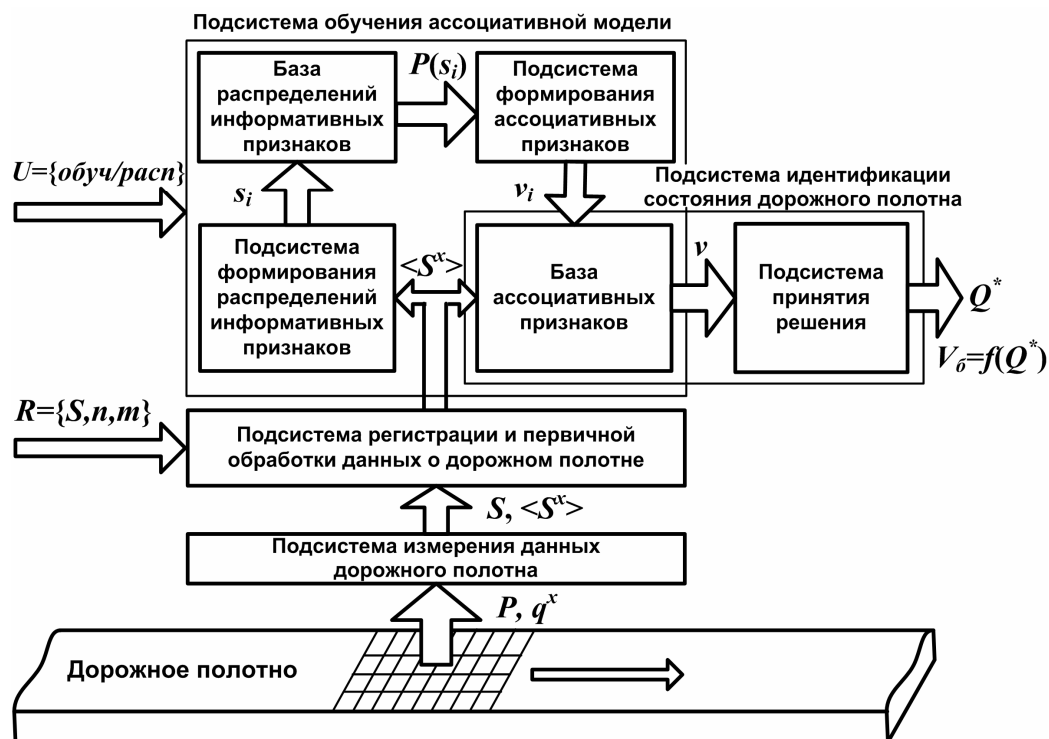 Подсистема обучения ассоциативной модели
База
распределений
информативных
признаков
P(sᵢ)
Подсистема
формирования
ассоциативных
признаков
U={обуч/расп}
sᵢ
vᵢ
Подсистема идентификации
состояния дорожного полотна
Подсистема
формирования
распределений
информативных
признаков
<Sˣ>
База
ассоциативных
признаков
v
Подсистема
принятия
решения
Q*
V_б=f(Q*)
R={S,n,m}
Подсистема регистрации и первичной
обработки данных о дорожном полотне
S, <Sˣ>
Подсистема измерения данных
дорожного полотна
P, qˣ
Дорожное полотно